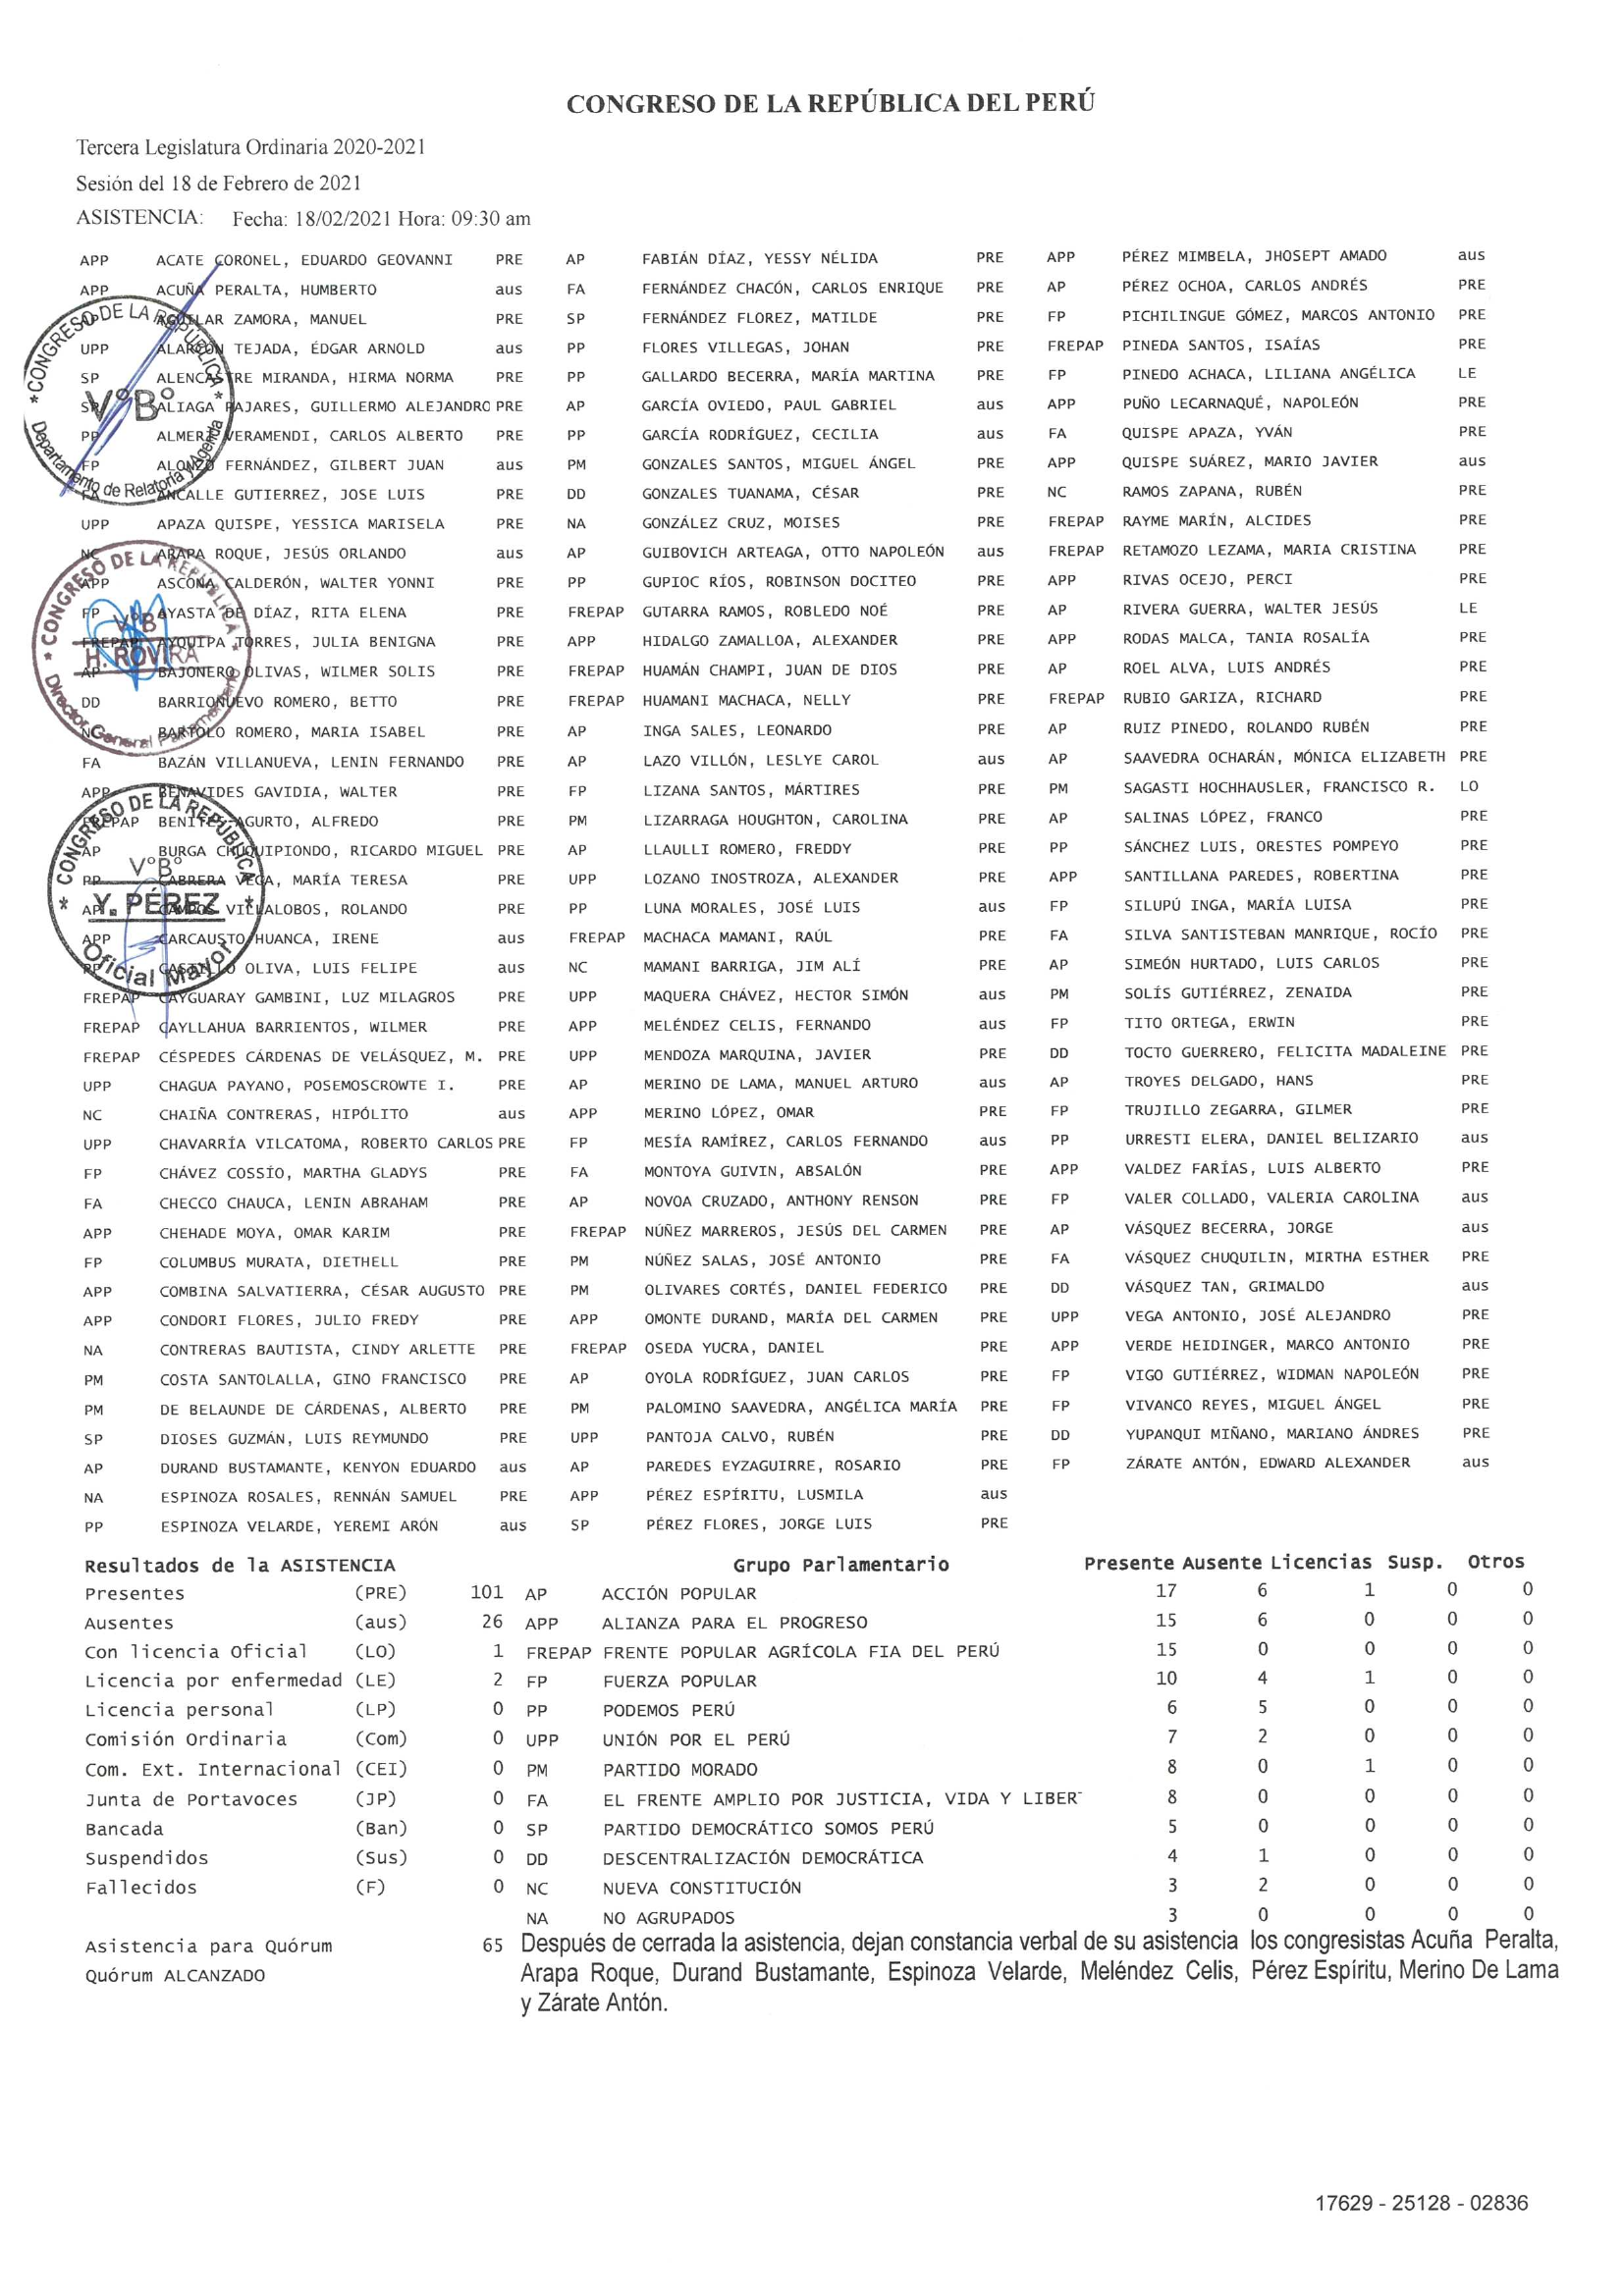 CONGRESO DE LA REPÚBLICA DEL PERÚ
Tercera Legislatura Ordinaria 2020-2021
Sesión del 18 de Febrero de 2021
ASISTENCIA: Fecha: 18/02/2021 Hora: 09:30 am
APP ACATE CORONEL, EDUARDO GEOVANNI PRE AP FABIÁN DÍAZ, YESSY NÉLIDA PRE APP PÉREZ MIMBELA, JHOSEPT AMADO aus
APP ACUÑA PERALTA, HUMBERTO aus FA FERNÁNDEZ CHACÓN, CARLOS ENRIQUE PRE AP PÉREZ OCHOA, CARLOS ANDRÉS PRE
AP AGUILAR ZAMORA, MANUEL PRE SP FERNÁNDEZ FLOREZ, MATILDE PRE FP PICHILINGUE GÓMEZ, MARCOS ANTONIO PRE
UPP ALARCÓN TEJADA, ÉDGAR ARNOLD aus PP FLORES VILLEGAS, JOHAN PRE FREPAP PINEDA SANTOS, ISAÍAS PRE
SP ALENCASTRE MIRANDA, HIRMA NORMA PRE PP GALLARDO BECERRA, MARÍA MARTINA PRE FP PINEDO ACHACA, LILIANA ANGÉLICA LE
SP ALIAGA PAJARES, GUILLERMO ALEJANDRO PRE AP GARCÍA OVIEDO, PAUL GABRIEL aus APP PUÑO LECARNAQUÉ, NAPOLEÓN PRE
PP ALMERI VERAMENDI, CARLOS ALBERTO PRE PP GARCÍA RODRÍGUEZ, CECILIA aus FA QUISPE APAZA, YVÁN PRE
FP ALONZO FERNÁNDEZ, GILBERT JUAN aus PM GONZALES SANTOS, MIGUEL ÁNGEL PRE APP QUISPE SUÁREZ, MARIO JAVIER aus
FA ANCALLE GUTIERREZ, JOSE LUIS PRE DD GONZALES TUANAMA, CÉSAR PRE NC RAMOS ZAPANA, RUBÉN PRE
UPP APAZA QUISPE, YESSICA MARISELA PRE NA GONZÁLEZ CRUZ, MOISES PRE FREPAP RAYME MARÍN, ALCIDES PRE
NC ARAPA ROQUE, JESÚS ORLANDO aus AP GUIBOVICH ARTEAGA, OTTO NAPOLEÓN aus FREPAP RETAMOZO LEZAMA, MARIA CRISTINA PRE
APP ASCONA CALDERÓN, WALTER YONNI PRE PP GUPIOC RÍOS, ROBINSON DOCITEO PRE APP RIVAS OCEJO, PERCI PRE
FP AYASTA DE DÍAZ, RITA ELENA PRE FREPAP GUTARRA RAMOS, ROBLEDO NOÉ PRE AP RIVERA GUERRA, WALTER JESÚS LE
FREPAP AYQUIPA TORRES, JULIA BENIGNA PRE APP HIDALGO ZAMALLOA, ALEXANDER PRE APP RODAS MALCA, TANIA ROSALÍA PRE
AP BAJONERO OLIVAS, WILMER SOLIS PRE FREPAP HUAMÁN CHAMPI, JUAN DE DIOS PRE AP ROEL ALVA, LUIS ANDRÉS PRE
DD BARRIONUEVO ROMERO, BETTO PRE FREPAP HUAMANI MACHACA, NELLY PRE FREPAP RUBIO GARIZA, RICHARD PRE
NC BARTOLO ROMERO, MARIA ISABEL PRE AP INGA SALES, LEONARDO PRE AP RUIZ PINEDO, ROLANDO RUBÉN PRE
FA BAZÁN VILLANUEVA, LENIN FERNANDO PRE AP LAZO VILLÓN, LESLYE CAROL aus AP SAAVEDRA OCHARÁN, MÓNICA ELIZABETH PRE
APP BENAVIDES GAVIDIA, WALTER PRE FP LIZANA SANTOS, MÁRTIRES PRE PM SAGASTI HOCHHAUSLER, FRANCISCO R. LO
FREPAP BENITES AGURTO, ALFREDO PRE PM LIZARRAGA HOUGHTON, CAROLINA PRE AP SALINAS LÓPEZ, FRANCO PRE
AP BURGA CHUQUIPIONDO, RICARDO MIGUEL PRE AP LLAULLI ROMERO, FREDDY PRE PP SÁNCHEZ LUIS, ORESTES POMPEYO PRE
PP CABRERA VEGA, MARÍA TERESA PRE UPP LOZANO INOSTROZA, ALEXANDER PRE APP SANTILLANA PAREDES, ROBERTINA PRE
AP CAMPOS VILLALOBOS, ROLANDO PRE PP LUNA MORALES, JOSÉ LUIS aus FP SILUPÚ INGA, MARÍA LUISA PRE
APP CARCAUSTO HUANCA, IRENE aus FREPAP MACHACA MAMANI, RAÚL PRE FA SILVA SANTISTEBAN MANRIQUE, ROCÍO PRE
PP CASTILLO OLIVA, LUIS FELIPE aus NC MAMANI BARRIGA, JIM ALÍ PRE AP SIMEÓN HURTADO, LUIS CARLOS PRE
FREPAP CAYGUARAY GAMBINI, LUZ MILAGROS PRE UPP MAQUERA CHÁVEZ, HECTOR SIMÓN aus PM SOLÍS GUTIÉRREZ, ZENAIDA PRE
FREPAP CAYLLAHUA BARRIENTOS, WILMER PRE APP MELÉNDEZ CELIS, FERNANDO aus FP TITO ORTEGA, ERWIN PRE
FREPAP CÉSPEDES CÁRDENAS DE VELÁSQUEZ, M. PRE UPP MENDOZA MARQUINA, JAVIER PRE DD TOCTO GUERRERO, FELICITA MADALEINE PRE
UPP CHAGUA PAYANO, POSEMOSCROWTE I. PRE AP MERINO DE LAMA, MANUEL ARTURO aus AP TROYES DELGADO, HANS PRE
NC CHAIÑA CONTRERAS, HIPÓLITO aus APP MERINO LÓPEZ, OMAR PRE FP TRUJILLO ZEGARRA, GILMER PRE
UPP CHAVARRÍA VILCATOMA, ROBERTO CARLOS PRE FP MESÍA RAMÍREZ, CARLOS FERNANDO aus PP URRESTI ELERA, DANIEL BELIZARIO aus
FP CHÁVEZ COSSÍO, MARTHA GLADYS PRE FA MONTOYA GUIVIN, ABSALÓN PRE APP VALDEZ FARÍAS, LUIS ALBERTO PRE
FA CHECCO CHAUCA, LENIN ABRAHAM PRE AP NOVOA CRUZADO, ANTHONY RENSON PRE FP VALER COLLADO, VALERIA CAROLINA aus
APP CHEHADE MOYA, OMAR KARIM PRE FREPAP NÚÑEZ MARREROS, JESÚS DEL CARMEN PRE AP VÁSQUEZ BECERRA, JORGE aus
FP COLUMBUS MURATA, DIETHELL PRE PM NÚÑEZ SALAS, JOSÉ ANTONIO PRE FA VÁSQUEZ CHUQUILIN, MIRTHA ESTHER PRE
APP COMBINA SALVATIERRA, CÉSAR AUGUSTO PRE PM OLIVARES CORTÉS, DANIEL FEDERICO PRE DD VÁSQUEZ TAN, GRIMALDO aus
APP CONDORI FLORES, JULIO FREDY PRE APP OMONTE DURAND, MARÍA DEL CARMEN PRE UPP VEGA ANTONIO, JOSÉ ALEJANDRO PRE
NA CONTRERAS BAUTISTA, CINDY ARLETTE PRE FREPAP OSEDA YUCRA, DANIEL PRE APP VERDE HEIDINGER, MARCO ANTONIO PRE
PM COSTA SANTOLALLA, GINO FRANCISCO PRE AP OYOLA RODRÍGUEZ, JUAN CARLOS PRE FP VIGO GUTIÉRREZ, WIDMAN NAPOLEÓN PRE
PM DE BELAUNDE DE CÁRDENAS, ALBERTO PRE PM PALOMINO SAAVEDRA, ANGÉLICA MARÍA PRE FP VIVANCO REYES, MIGUEL ÁNGEL PRE
SP DIOSES GUZMÁN, LUIS REYMUNDO PRE UPP PANTOJA CALVO, RUBÉN PRE DD YUPANQUI MIÑANO, MARIANO ÁNDRES PRE
AP DURAND BUSTAMANTE, KENYON EDUARDO aus AP PAREDES EYZAGUIRRE, ROSARIO PRE FP ZÁRATE ANTÓN, EDWARD ALEXANDER aus
NA ESPINOZA ROSALES, RENNÁN SAMUEL PRE APP PÉREZ ESPÍRITU, LUSMILA aus
PP ESPINOZA VELARDE, YEREMI ARÓN aus SP PÉREZ FLORES, JORGE LUIS PRE
* CONGRESO DE LA REPÚBLICA *
V°B°
Departamento de Relatoría y Agenda
* CONGRESO DE LA REPÚBLICA *
V°B
H. ROVIRA
Director General Parlamentario
* CONGRESO DE LA REPÚBLICA *
V°B°
Y. PÉREZ
Oficial Mayor
Resultados de la ASISTENCIA Grupo Parlamentario Presente Ausente Licencias Susp. Otros
Presentes (PRE) 101 AP ACCIÓN POPULAR 17 6 1 0 0
Ausentes (aus) 26 APP ALIANZA PARA EL PROGRESO 15 6 0 0 0
Con licencia Oficial (LO) 1 FREPAP FRENTE POPULAR AGRÍCOLA FIA DEL PERÚ 15 0 0 0 0
Licencia por enfermedad (LE) 2 FP FUERZA POPULAR 10 4 1 0 0
Licencia personal (LP) 0 PP PODEMOS PERÚ 6 5 0 0 0
Comisión Ordinaria (Com) 0 UPP UNIÓN POR EL PERÚ 7 2 0 0 0
Com. Ext. Internacional (CEI) 0 PM PARTIDO MORADO 8 0 1 0 0
Junta de Portavoces (JP) 0 FA EL FRENTE AMPLIO POR JUSTICIA, VIDA Y LIBER 8 0 0 0 0
Bancada (Ban) 0 SP PARTIDO DEMOCRÁTICO SOMOS PERÚ 5 0 0 0 0
Suspendidos (Sus) 0 DD DESCENTRALIZACIÓN DEMOCRÁTICA 4 1 0 0 0
Fallecidos (F) 0 NC NUEVA CONSTITUCIÓN 3 2 0 0 0
NA NO AGRUPADOS 3 0 0 0 0
Asistencia para Quórum 65
Quórum ALCANZADO
Después de cerrada la asistencia, dejan constancia verbal de su asistencia los congresistas Acuña Peralta,
Arapa Roque, Durand Bustamante, Espinoza Velarde, Meléndez Celis, Pérez Espíritu, Merino De Lama
y Zárate Antón.
17629 - 25128 - 02836